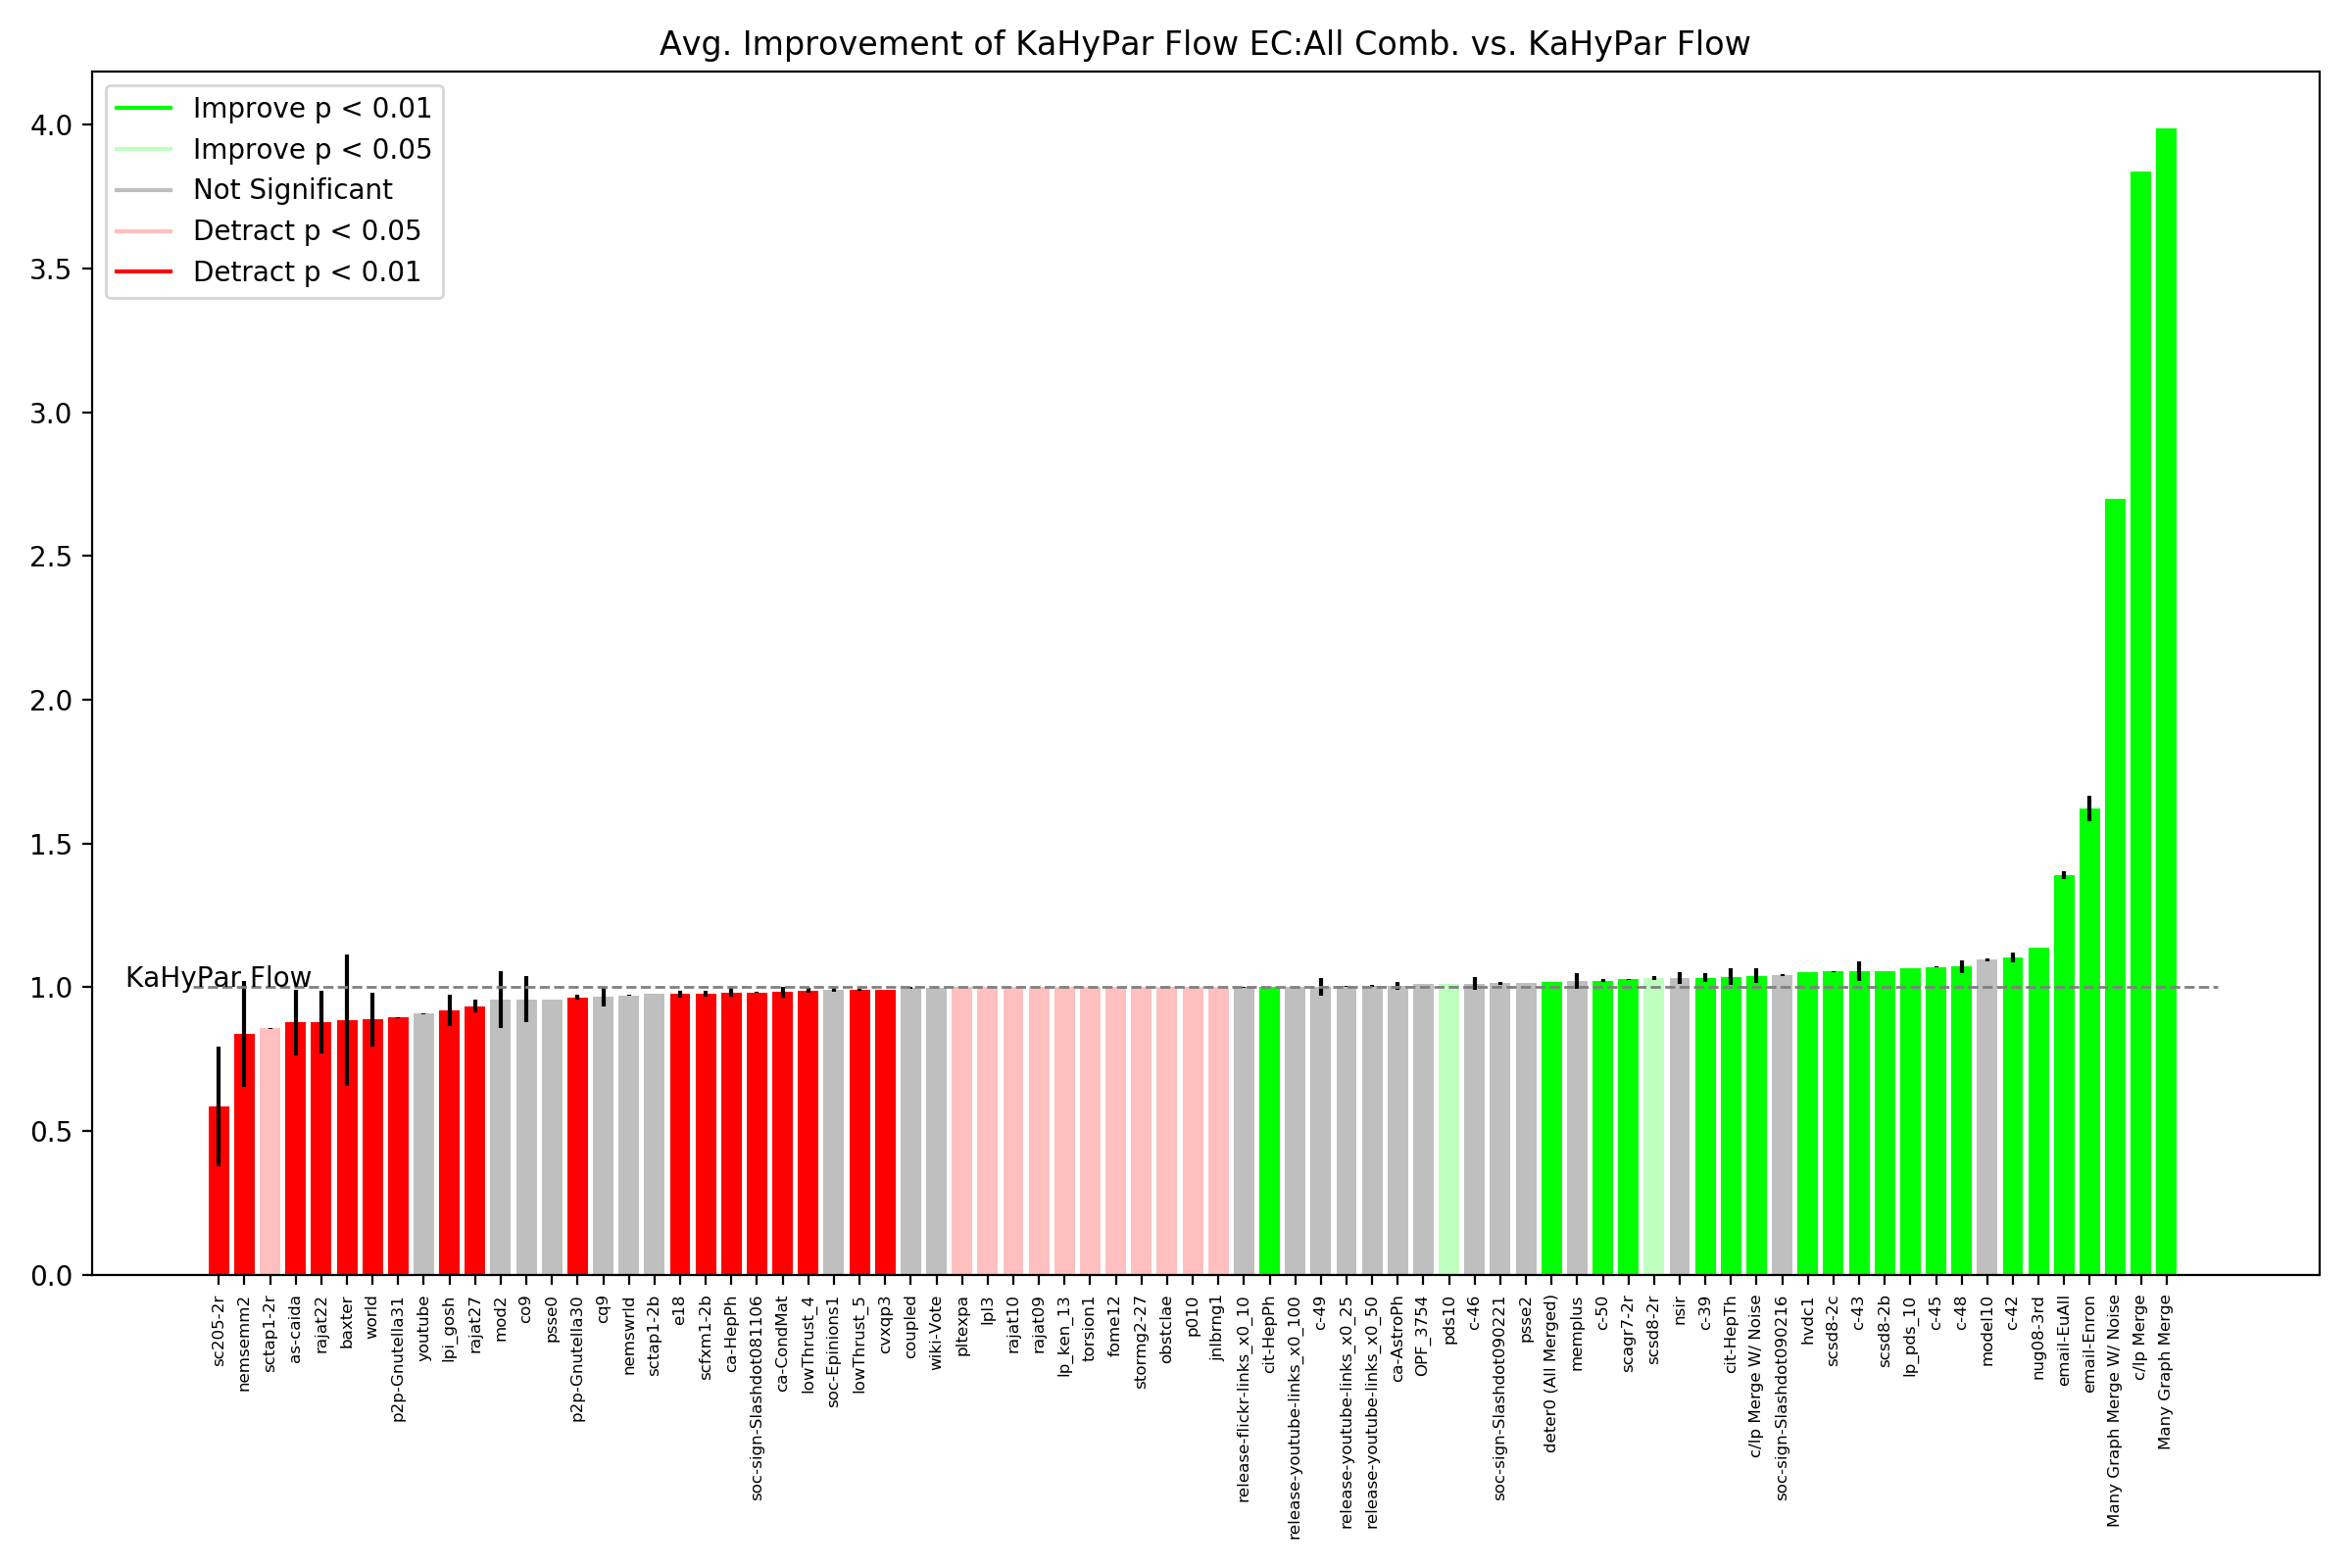 Avg. Improvement of KaHyPar Flow EC:All Comb. vs. KaHyPar Flow
Improve p < 0.01
Improve p < 0.05
Not Significant
Detract p < 0.05
Detract p < 0.01
4.0
3.5
3.0
2.5
2.0
1.5
1.0
0.5
0.0
KaHyPar Flow
sc205-2r
nemsemm2
sctap1-2r
as-caida
rajat22
baxter
world
p2p-Gnutella31
youtube
lpi_gosh
rajat27
mod2
co9
psse0
p2p-Gnutella30
cq9
nemswrld
sctap1-2b
e18
scfxm1-2b
ca-HepPh
soc-sign-Slashdot081106
ca-CondMat
lowThrust_4
soc-Epinions1
lowThrust_5
cvxqp3
coupled
wiki-Vote
pltexpa
lpl3
rajat10
rajat09
lp_ken_13
torsion1
fome12
stormg2-27
obstclae
p010
jnlbrng1
release-flickr-links_x0_10
cit-HepPh
release-youtube-links_x0_100
c-49
release-youtube-links_x0_25
release-youtube-links_x0_50
ca-AstroPh
OPF_3754
pds10
c-46
soc-sign-Slashdot090221
psse2
deter0 (All Merged)
memplus
c-50
scagr7-2r
scsd8-2r
nsir
c-39
cit-HepTh
c/lp Merge W/ Noise
soc-sign-Slashdot090216
hvdc1
scsd8-2c
c-43
scsd8-2b
lp_pds_10
c-45
c-48
model10
c-42
nug08-3rd
email-EuAll
email-Enron
Many Graph Merge W/ Noise
c/lp Merge
Many Graph Merge